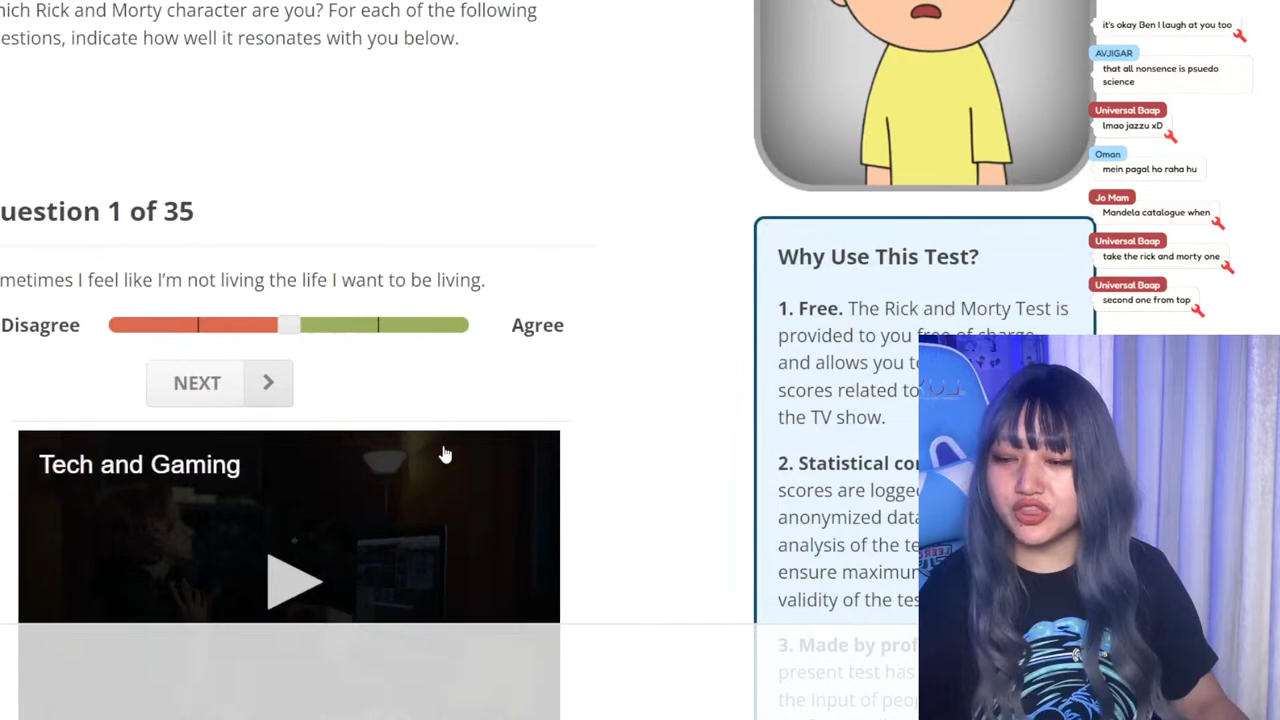 hich Rick and Morty character are you? For each of the following
estions, indicate how well it resonates with you below.
uestion 1 of 35
metimes I feel like I’m not living the life I want to be living.
Disagree
Agree
NEXT
Tech and Gaming
Why Use This Test?
1. Free. The Rick and Morty Test is
provided to you free of charge
and allows you to
scores related to
the TV show.
2. Statistical co
scores are logge
anonymized data
analysis of the te
ensure maximum
validity of the tes
3. Made by prof
present test has
the input of peop
it's okay Ben I laugh at you too
AVJIGAR
that all nonsense is psuedo
science
Universal Baap
lmao jazzu xD
Oman
mein pagal ho raha hu
Jo Mam
Mandela catalogue when
Universal Baap
take the rick and morty one
Universal Baap
second one from top